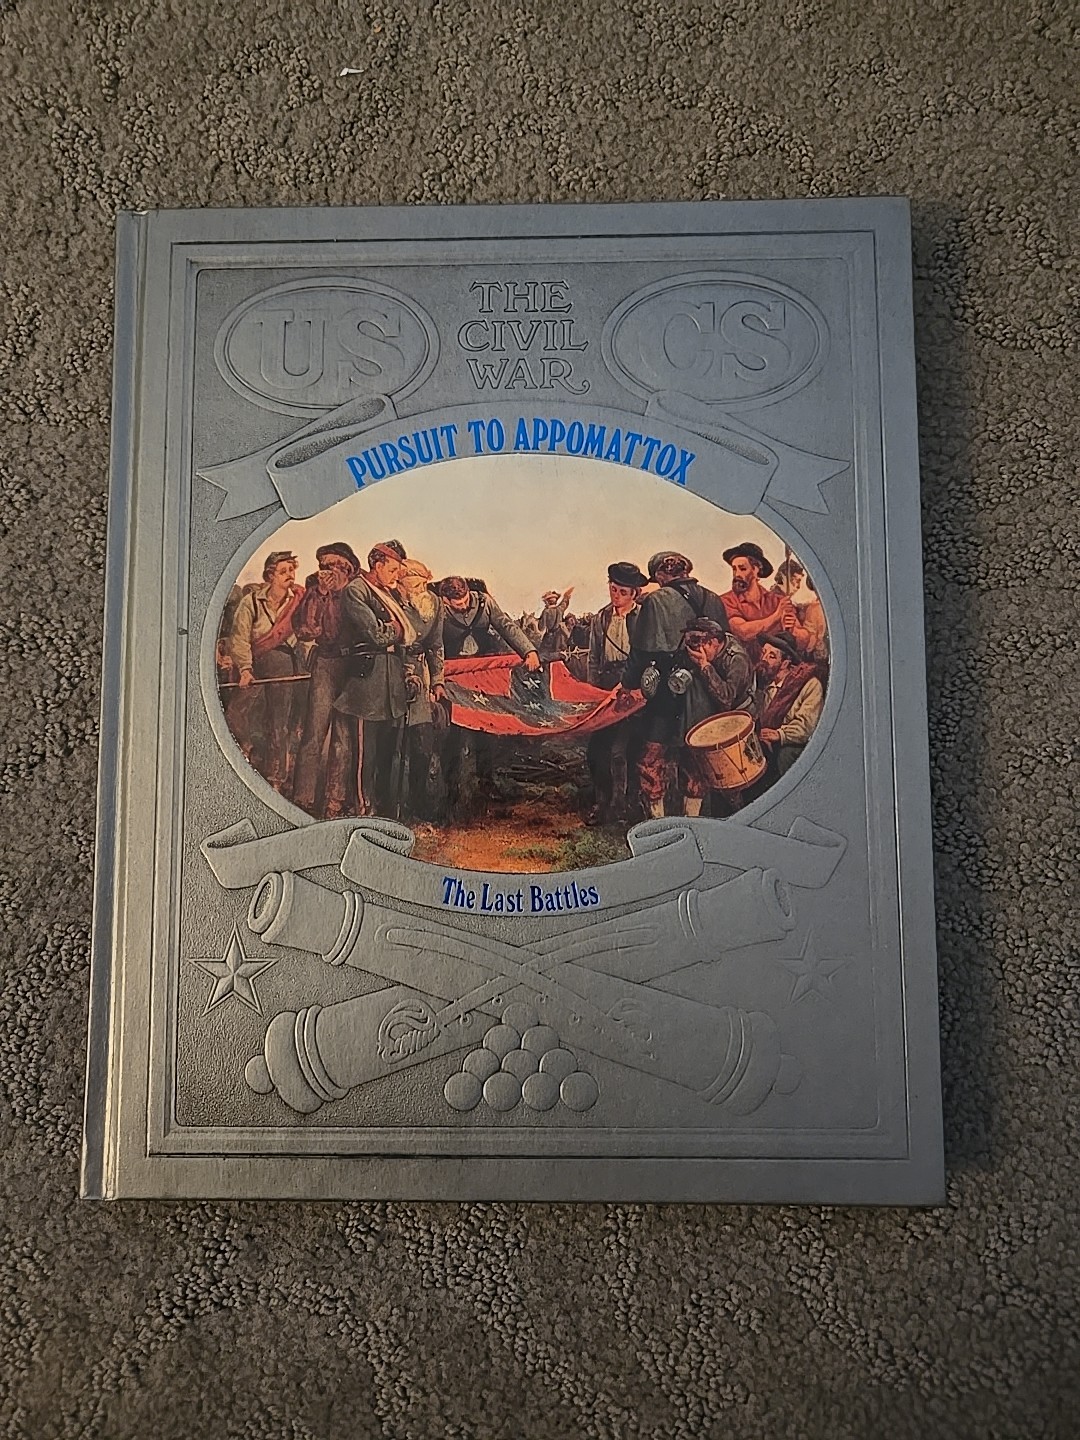 US
THE
CIVIL
WAR
CS
PURSUIT TO APPOMATTOX
The Last Battles